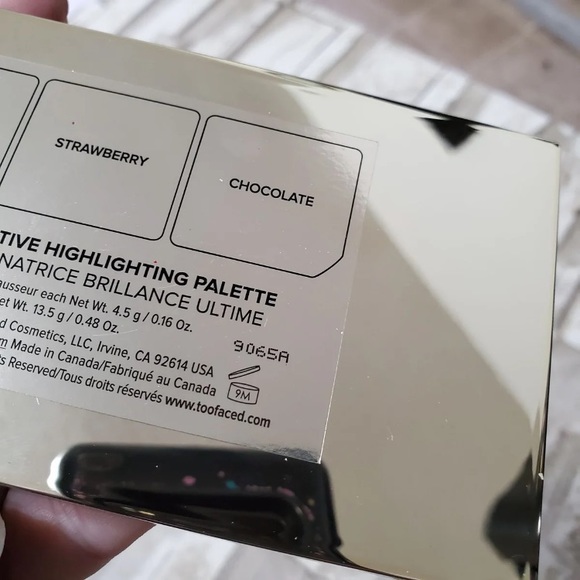 STRAWBERRY
CHOCOLATE
TIVE HIGHLIGHTING PALETTE
NATRICE BRILLANCE ULTIME
ausseur each Net Wt. 4.5 g / 0.16 Oz.
et Wt. 13.5 g / 0.48 Oz.
9065A
d Cosmetics, LLC, Irvine, CA 92614 USA
m Made in Canada/Fabriqué au Canada
9M
ts Reserved/Tous droits réservés www.toofaced.com